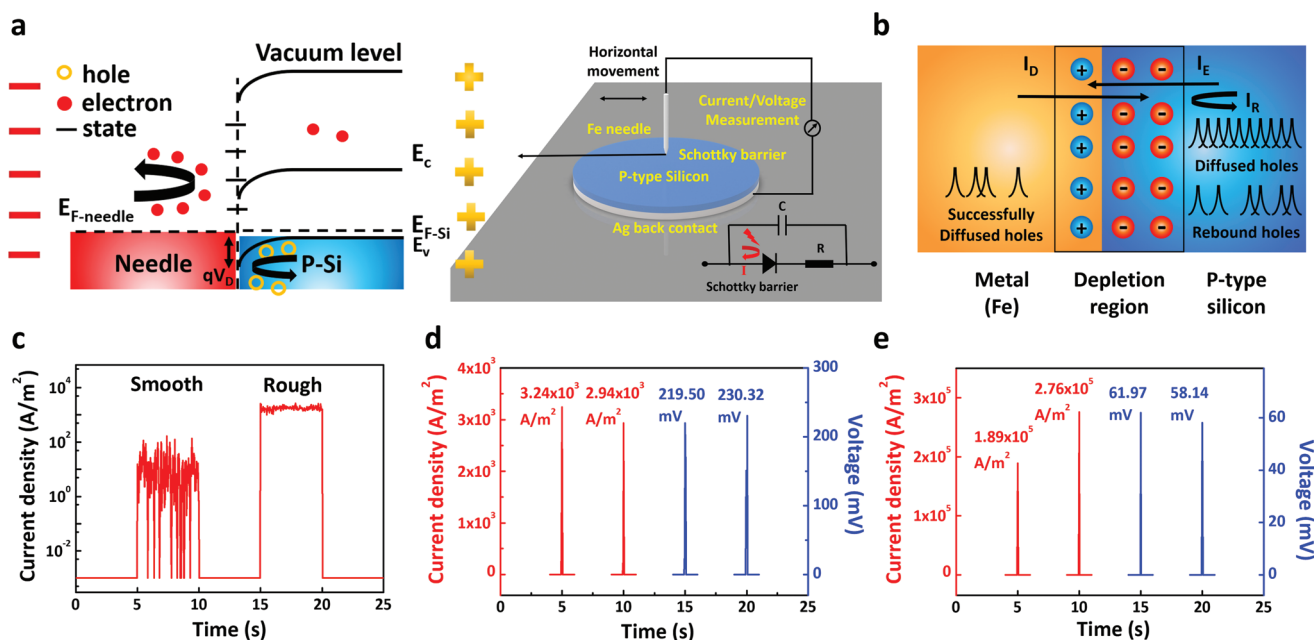 a
Vacuum level
hole
electron
state
E_c
E_F-needle
E_F-Si
E_v
Needle
qV_D
P-Si
Horizontal
movement
Current/Voltage
Measurement
Fe needle
Schottky barrier
P-type Silicon
Ag back contact
C
R
I
Schottky barrier
b
I_D
I_E
I_R
Diffused holes
Successfully
Diffused holes
Rebound holes
Metal
(Fe)
Depletion
region
P-type
silicon
c
Current density (A/m²)
10⁴
10²
10⁰
10⁻²
Smooth
Rough
0 5 10 15 20 25
Time (s)
d
Current density (A/m²)
4x10³
3x10³
2x10³
1x10³
0
3.24x10³
A/m²
2.94x10³
A/m²
219.50
mV
230.32
mV
300
200
100
0
Voltage (mV)
0 5 10 15 20 25
Time (s)
e
Current density (A/m²)
3x10⁵
2x10⁵
1x10⁵
0
1.89x10⁵
A/m²
2.76x10⁵
A/m²
61.97
mV
58.14
mV
60
40
20
0
Voltage (mV)
0 5 10 15 20 25
Time (s)